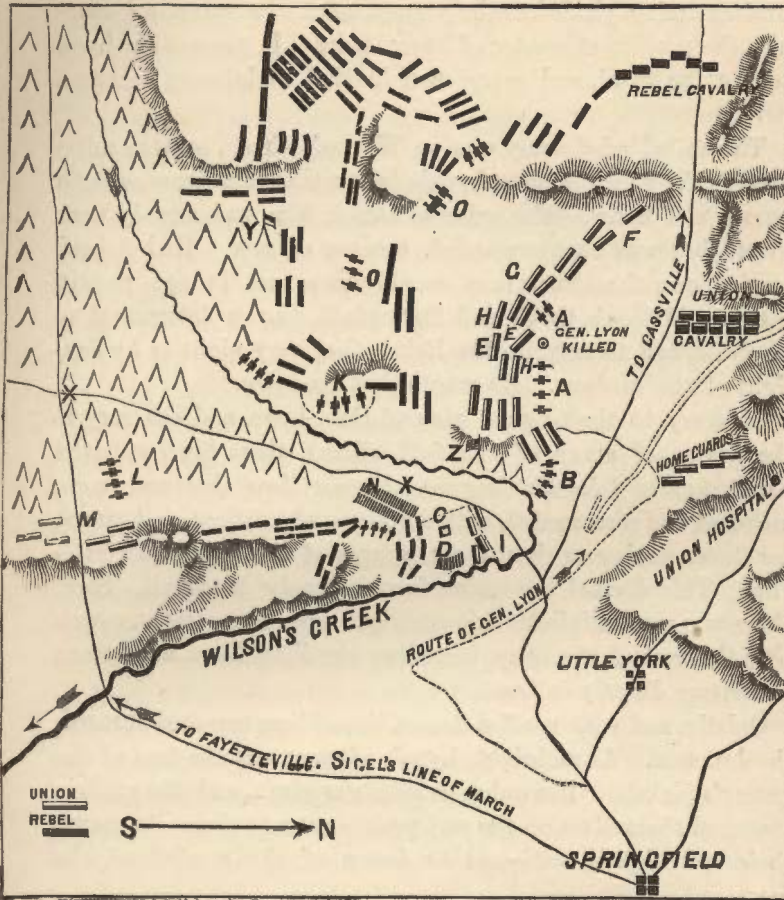 REBEL CAVALRY
O
Y
F
G
UNION
CAVALRY
O
H
A
E
E
GEN. LYON
KILLED
H
A
K
TO CASSVILLE
Z
HOME GUARDS
X
L
B
N X
C
M
D
I
UNION HOSPITAL
WILSON'S CREEK
ROUTE OF GEN. LYON
LITTLE YORK
TO FAYETTEVILLE. SIGEL'S LINE OF MARCH
UNION
REBEL
S N
SPRINGFIELD